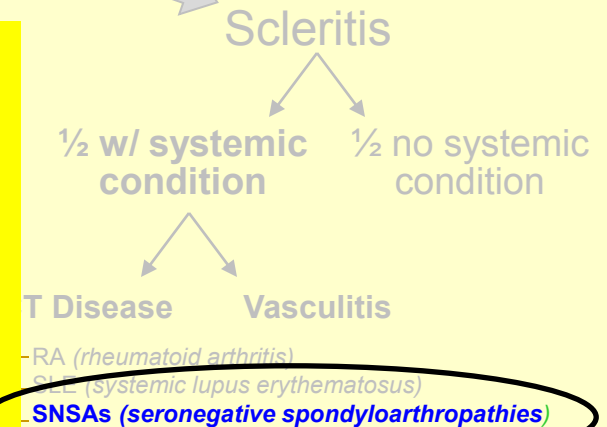 Scleritis
½ w/ systemic condition
½ no systemic condition
T Disease Vasculitis
-RA (rheumatoid arthritis)
-SLE (systemic lupus erythematosus)
-SNSAs (seronegative spondyloarthropathies)